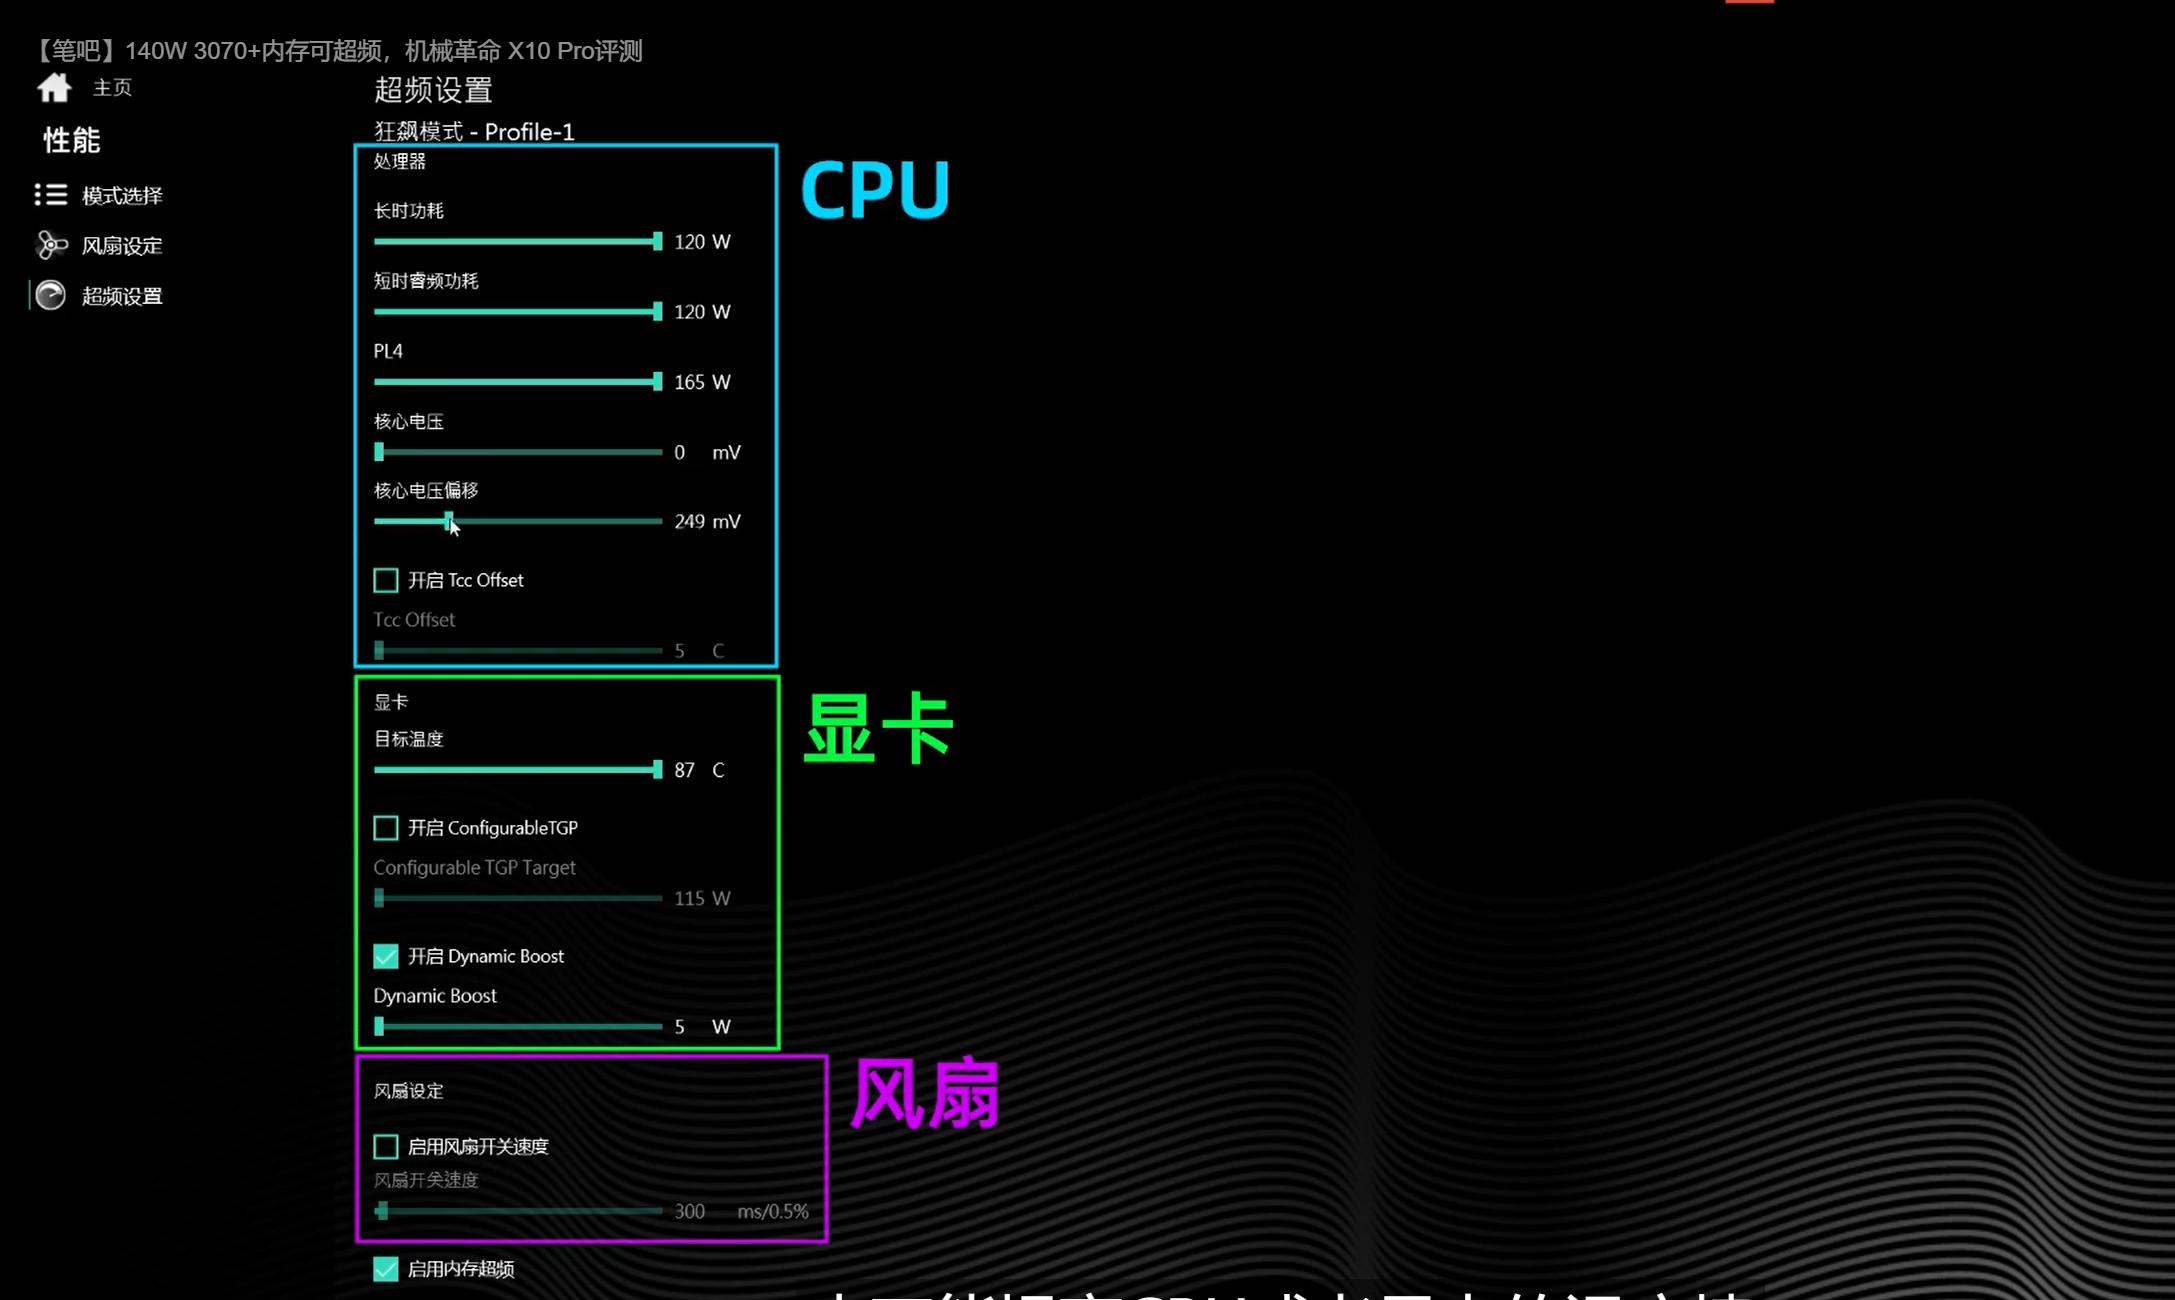 【笔吧】140W 3070+内存可超频，机械革命 X10 Pro评测
主页
性能
模式选择
风扇设定
超频设置
超频设置
狂飙模式 - Profile-1
处理器
CPU
长时功耗
120 W
短时睿频功耗
120 W
PL4
165 W
核心电压
0 mV
核心电压偏移
249 mV
开启 Tcc Offset
Tcc Offset
5 C
显卡
显卡
目标温度
87 C
开启 ConfigurableTGP
Configurable TGP Target
115 W
开启 Dynamic Boost
Dynamic Boost
5 W
风扇
风扇设定
启用风扇开关速度
风扇开关速度
300 ms/0.5%
启用内存超频